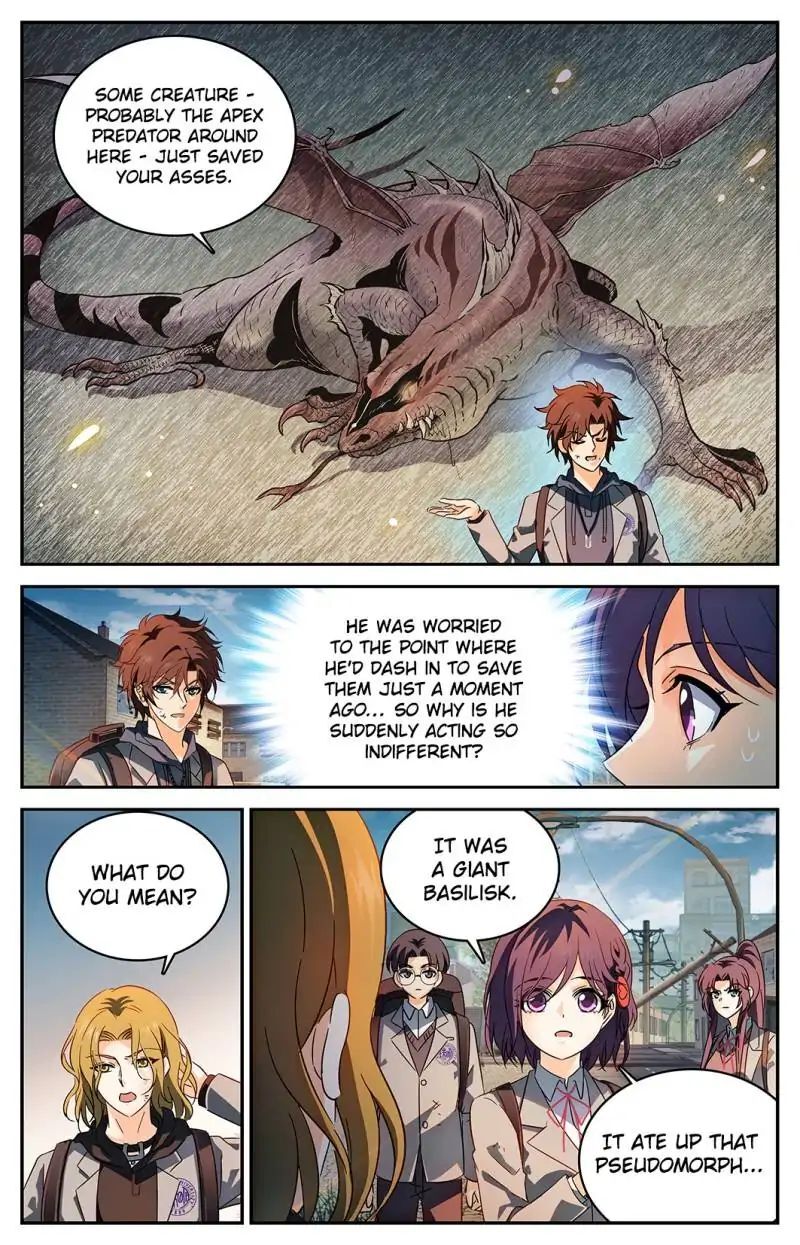 SOME CREATURE -
PROBABLY THE APEX
PREDATOR AROUND
HERE - JUST SAVED
YOUR ASSES.
HE WAS WORRIED
TO THE POINT WHERE
HE'D DASH IN TO SAVE
THEM JUST A MOMENT
AGO... SO WHY IS HE
SUDDENLY ACTING SO
INDIFFERENT?
WHAT DO
YOU MEAN?
IT WAS
A GIANT
BASILISK.
IT ATE UP THAT
PSEUDOMORPH...